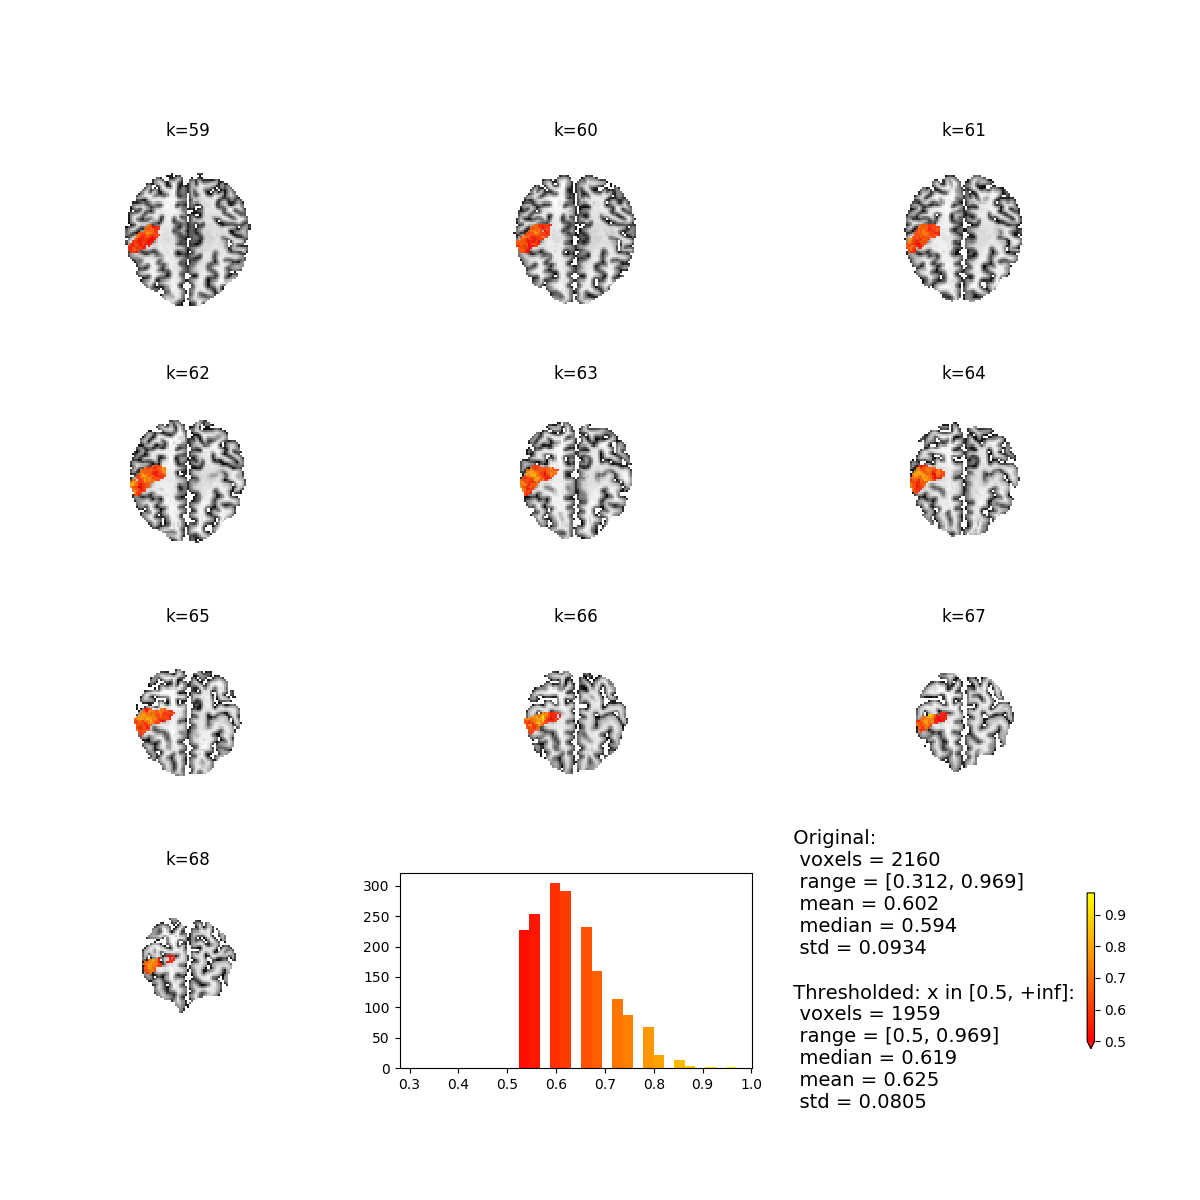 k=59
k=60
k=61
k=62
k=63
k=64
k=65
k=66
k=67
k=68
300
250
200
150
100
50
0
0.3 0.4 0.5 0.6 0.7 0.8 0.9 1.0
Original:
voxels = 2160
range = [0.312, 0.969]
mean = 0.602
median = 0.594
std = 0.0934
Thresholded: x in [0.5, +inf]:
voxels = 1959
range = [0.5, 0.969]
median = 0.619
mean = 0.625
std = 0.0805
0.9
0.8
0.7
0.6
0.5